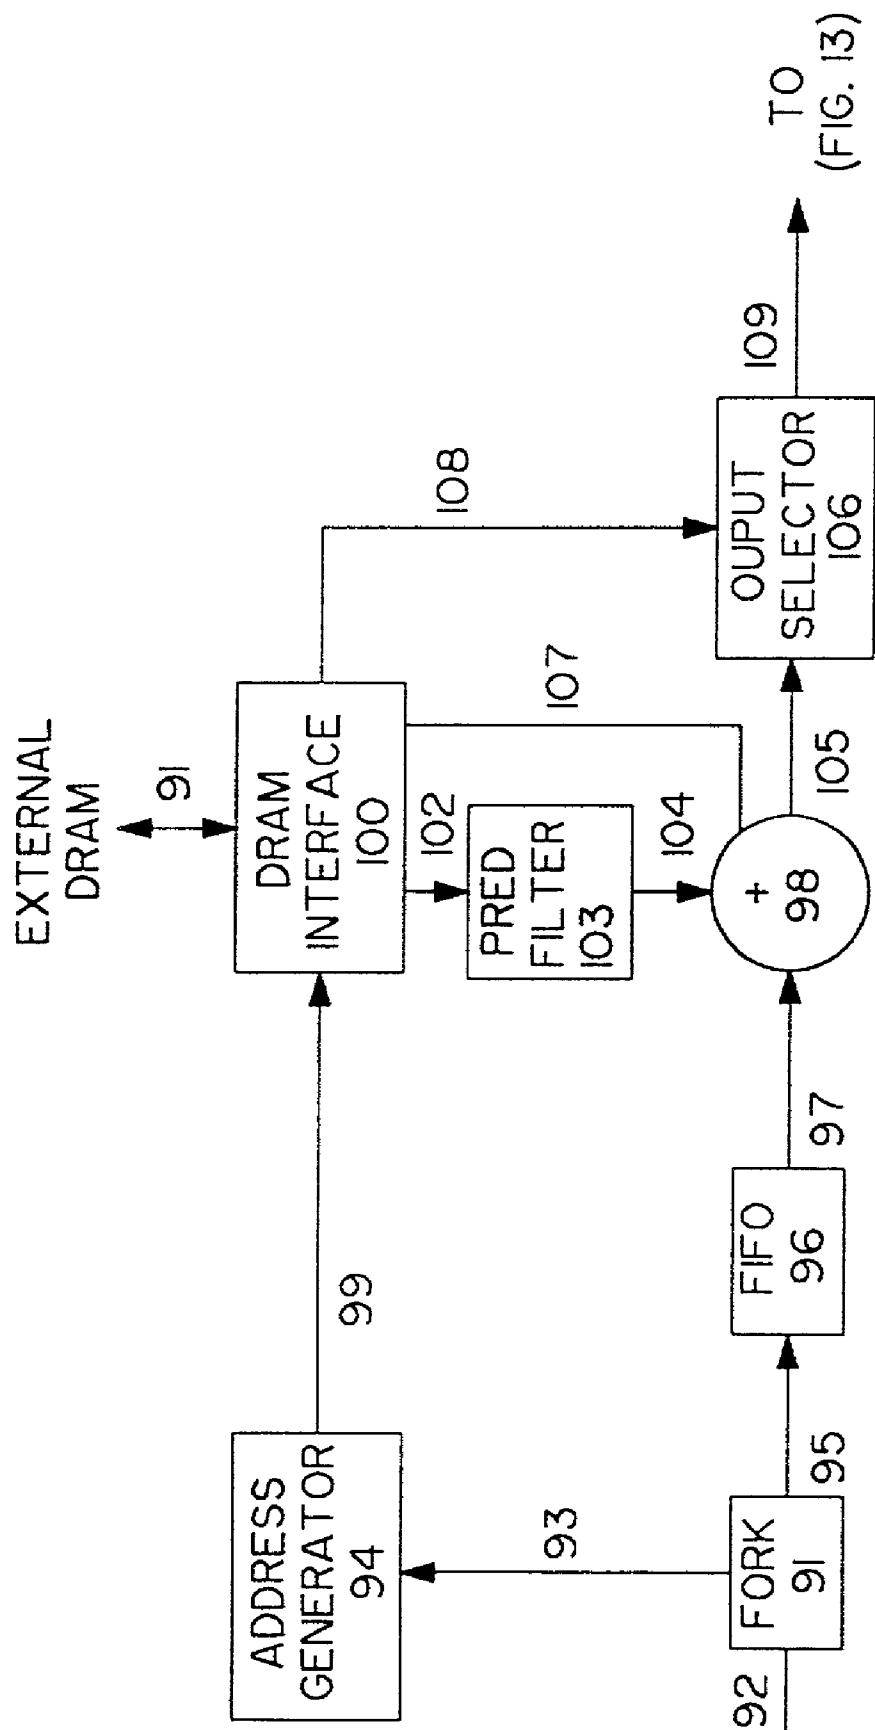 EXTERNAL
DRAM
91
ADDRESS
GENERATOR
94
99
DRAM
INTERFACE
100
108
102
107
PRED
FILTER
103
104
93
92
FORK
91
95
FIFO
96
97
+
98
105
OUPUT
SELECTOR
106
109
TO
(FIG. 13)